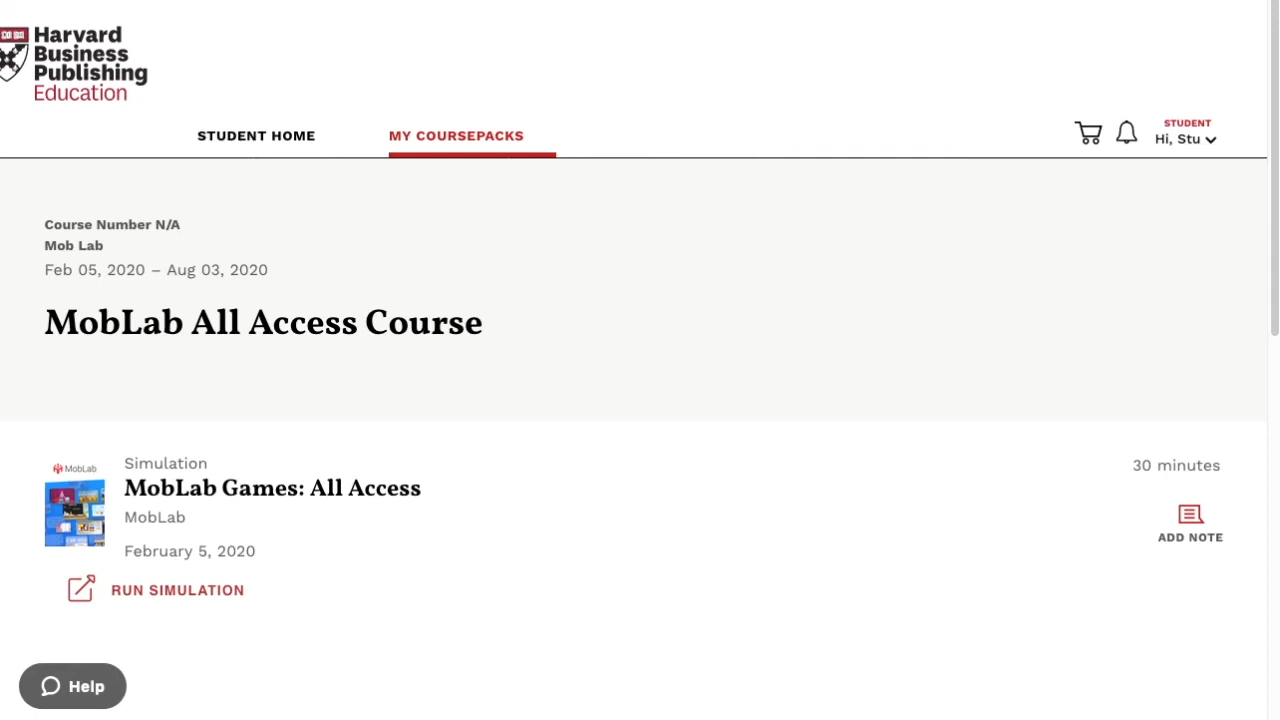 Harvard
Business
Publishing
Education
STUDENT HOME
MY COURSEPACKS
STUDENT
Hi, Stu
Course Number N/A
Mob Lab
Feb 05, 2020 – Aug 03, 2020
MobLab All Access Course
MobLab
Simulation
30 minutes
MobLab Games: All Access
MobLab
ADD NOTE
February 5, 2020
RUN SIMULATION
Help